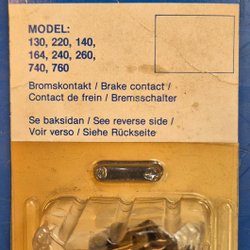 MODEL:
130, 220, 140,
164, 240, 260,
740, 760
Bromskontakt / Brake contact /
Contact de frein / Bremsschalter
Se baksidan / See reverse side /
Voir verso / Siehe Rückseite